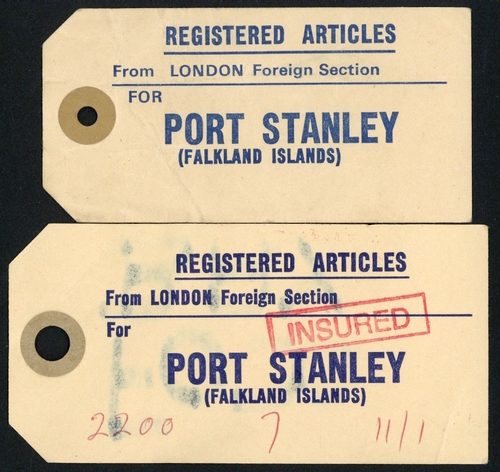 REGISTERED ARTICLES
From LONDON Foreign Section
FOR
PORT STANLEY
(FALKLAND ISLANDS)
REGISTERED ARTICLES
From LONDON Foreign Section
For
INSURED
PORT STANLEY
(FALKLAND ISLANDS)
2200 7 11/1